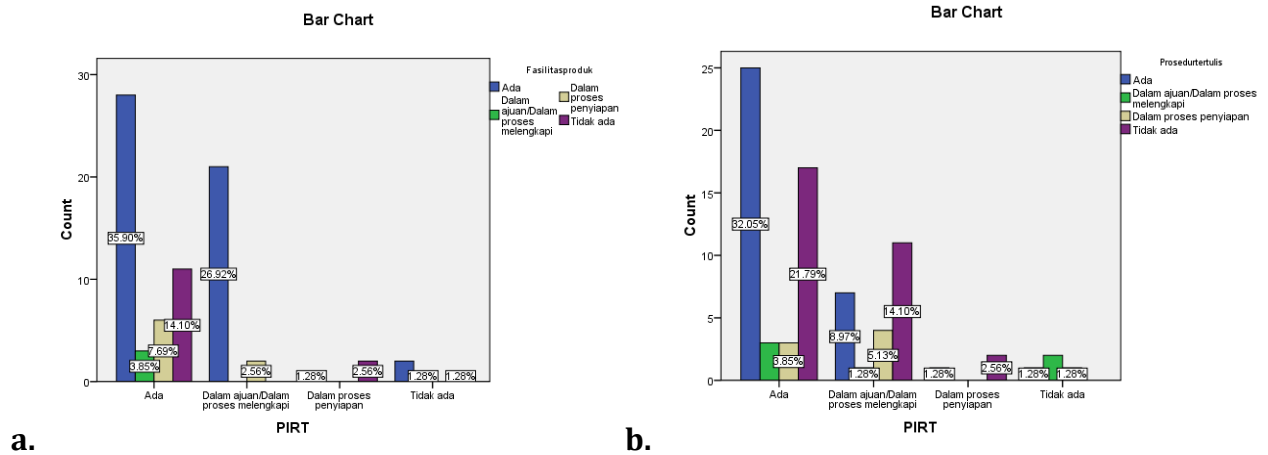 Bar Chart
Fasilitasproduk
Ada
Dalam ajuan/Dalam proses melengkapi
Dalam proses penyiapan
Tidak ada
Count
30
20
10
0
35.90%
3.85%
7.69%
14.10%
26.92%
2.56%
1.28%
2.56%
1.28%
1.28%
Ada
Dalam ajuan/Dalam proses melengkapi
Dalam proses penyiapan
Tidak ada
PIRT
a.
Bar Chart
Prosedurtertulis
Ada
Dalam ajuan/Dalam proses melengkapi
Dalam proses penyiapan
Tidak ada
Count
25
20
15
10
5
0
32.05%
3.85%
21.79%
8.97%
1.28%
5.13%
14.10%
1.28%
2.56%
1.28%
1.28%
Ada
Dalam ajuan/Dalam proses melengkapi
Dalam proses penyiapan
Tidak ada
PIRT
b.